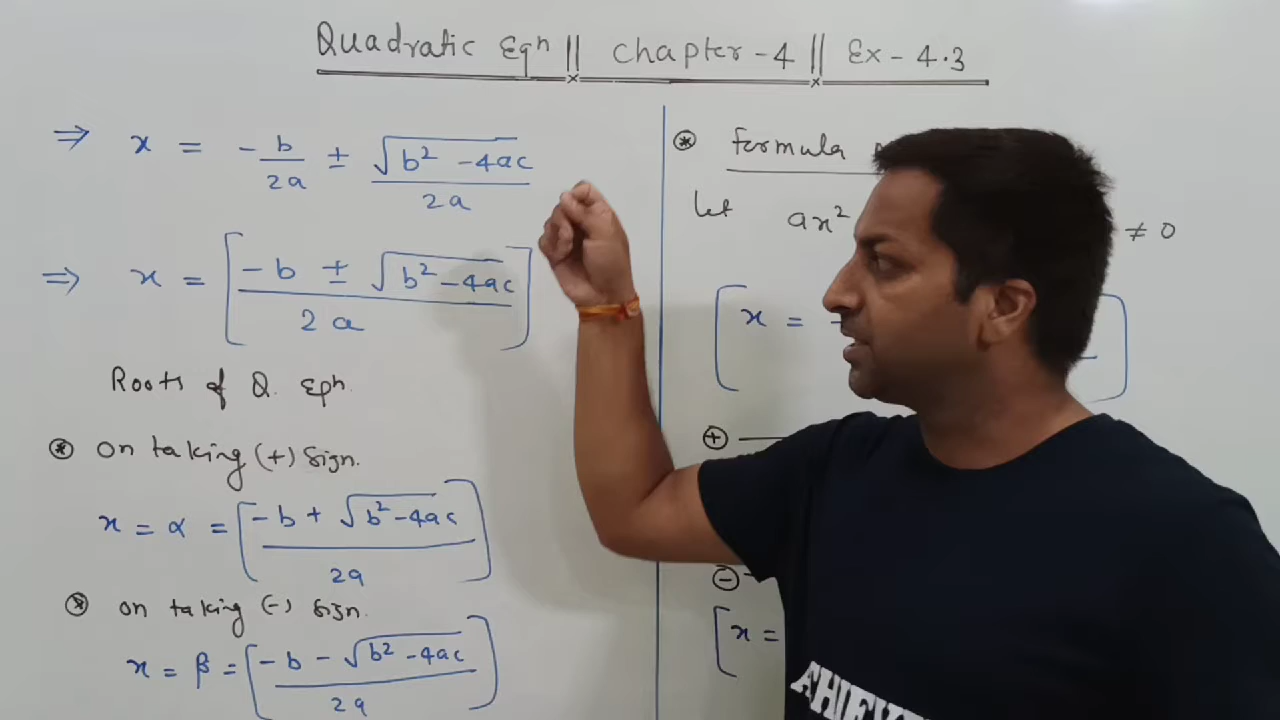 Quadratic Eqⁿ || Chapter-4 || Ex-4.3
⇒ x = -b/2a ± √(b²-4ac)/2a
⇒ x = [(-b ± √(b²-4ac))/2a]
Roots of Q. Eqⁿ.
⊛ On taking (+) Sign.
x = α = [(-b + √(b²-4ac))/2a]
⊛ on taking (-) Sign.
x = β = [(-b - √(b²-4ac))/2a]
⊛ Formula
let ax² ≠ 0
[x = -
⊕
⊖
[x =
ACHIEVE